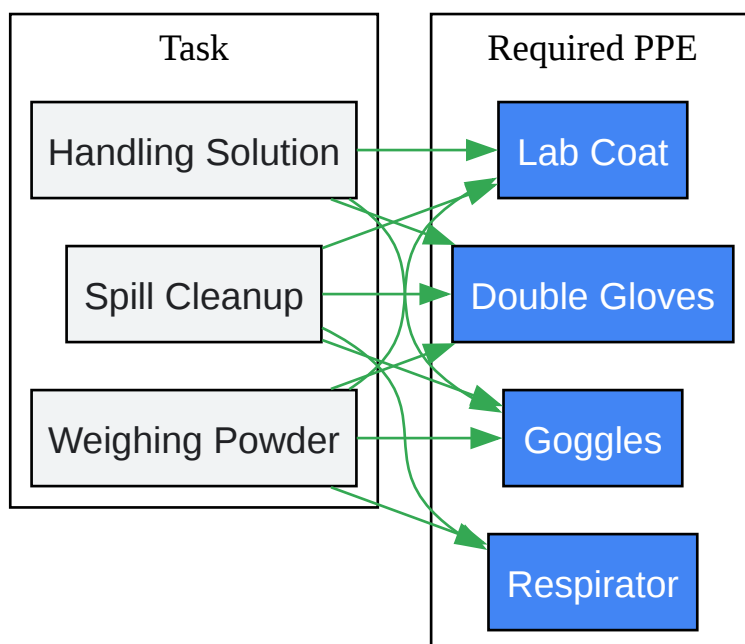 Task
Required PPE
Handling Solution
Lab Coat
Spill Cleanup
Double Gloves
Weighing Powder
Goggles
Respirator